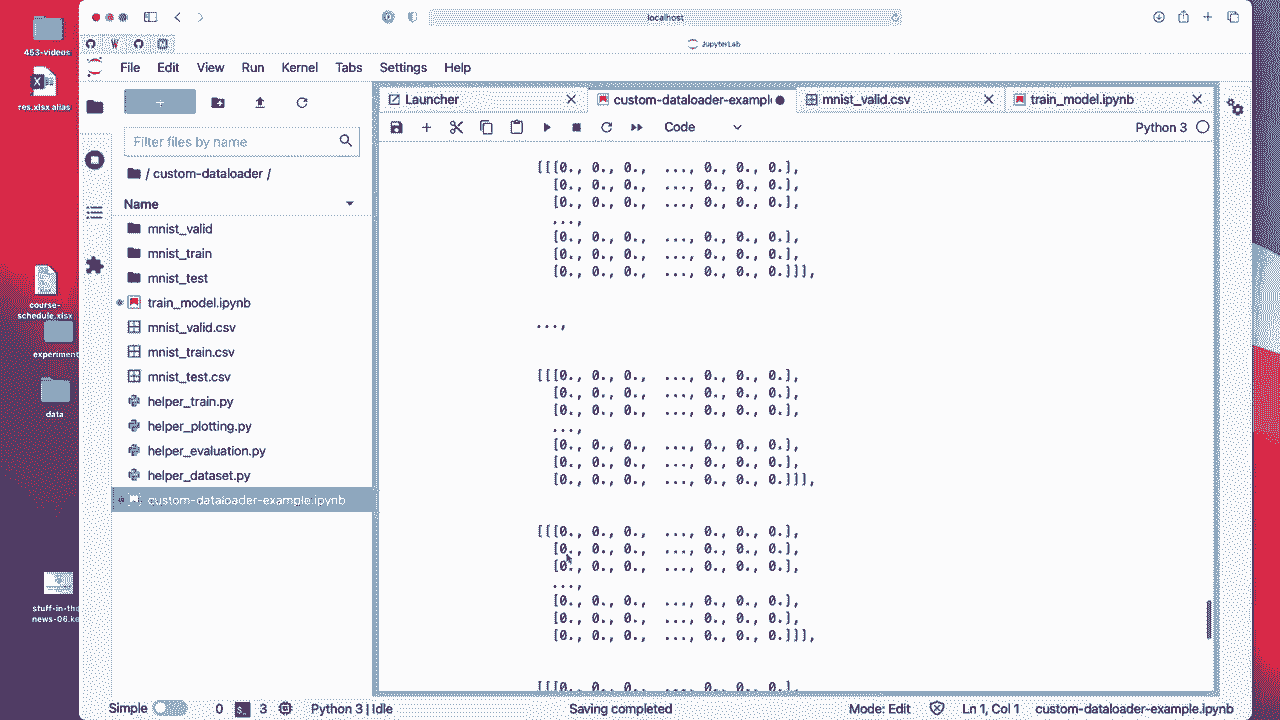 localhost
JupyterLab
File Edit View Run Kernel Tabs Settings Help
Launcher
custom-dataloader-example
mnist_valid.csv
train_model.ipynb
Code
Python 3
Filter files by name
/ custom-dataloader /
Name
mnist_valid
mnist_train
mnist_test
train_model.ipynb
mnist_valid.csv
mnist_train.csv
mnist_test.csv
helper_train.py
helper_plotting.py
helper_evaluation.py
helper_dataset.py
custom-dataloader-example.ipynb
[[[0., 0., 0., ..., 0., 0., 0.],
[0., 0., 0., ..., 0., 0., 0.],
[0., 0., 0., ..., 0., 0., 0.],
...,
[0., 0., 0., ..., 0., 0., 0.],
[0., 0., 0., ..., 0., 0., 0.],
[0., 0., 0., ..., 0., 0., 0.]]],
...,
[[[0., 0., 0., ..., 0., 0., 0.],
[0., 0., 0., ..., 0., 0., 0.],
[0., 0., 0., ..., 0., 0., 0.],
...,
[0., 0., 0., ..., 0., 0., 0.],
[0., 0., 0., ..., 0., 0., 0.],
[0., 0., 0., ..., 0., 0., 0.]]],
[[[0., 0., 0., ..., 0., 0., 0.],
[0., 0., 0., ..., 0., 0., 0.],
[0., 0., 0., ..., 0., 0., 0.],
...,
[0., 0., 0., ..., 0., 0., 0.],
[0., 0., 0., ..., 0., 0., 0.],
[0., 0., 0., ..., 0., 0., 0.]]],
[[[0., 0., 0., ..., 0., 0., 0.],
Simple 0 3 Python 3 | Idle Saving completed Mode: Edit Ln 1 Col 1 custom-dataloader-example.ipynb
453-videos
res.xlsx alias
course-
schedule.xlsx
experiment
data
stuff-in-the
news-06.ke